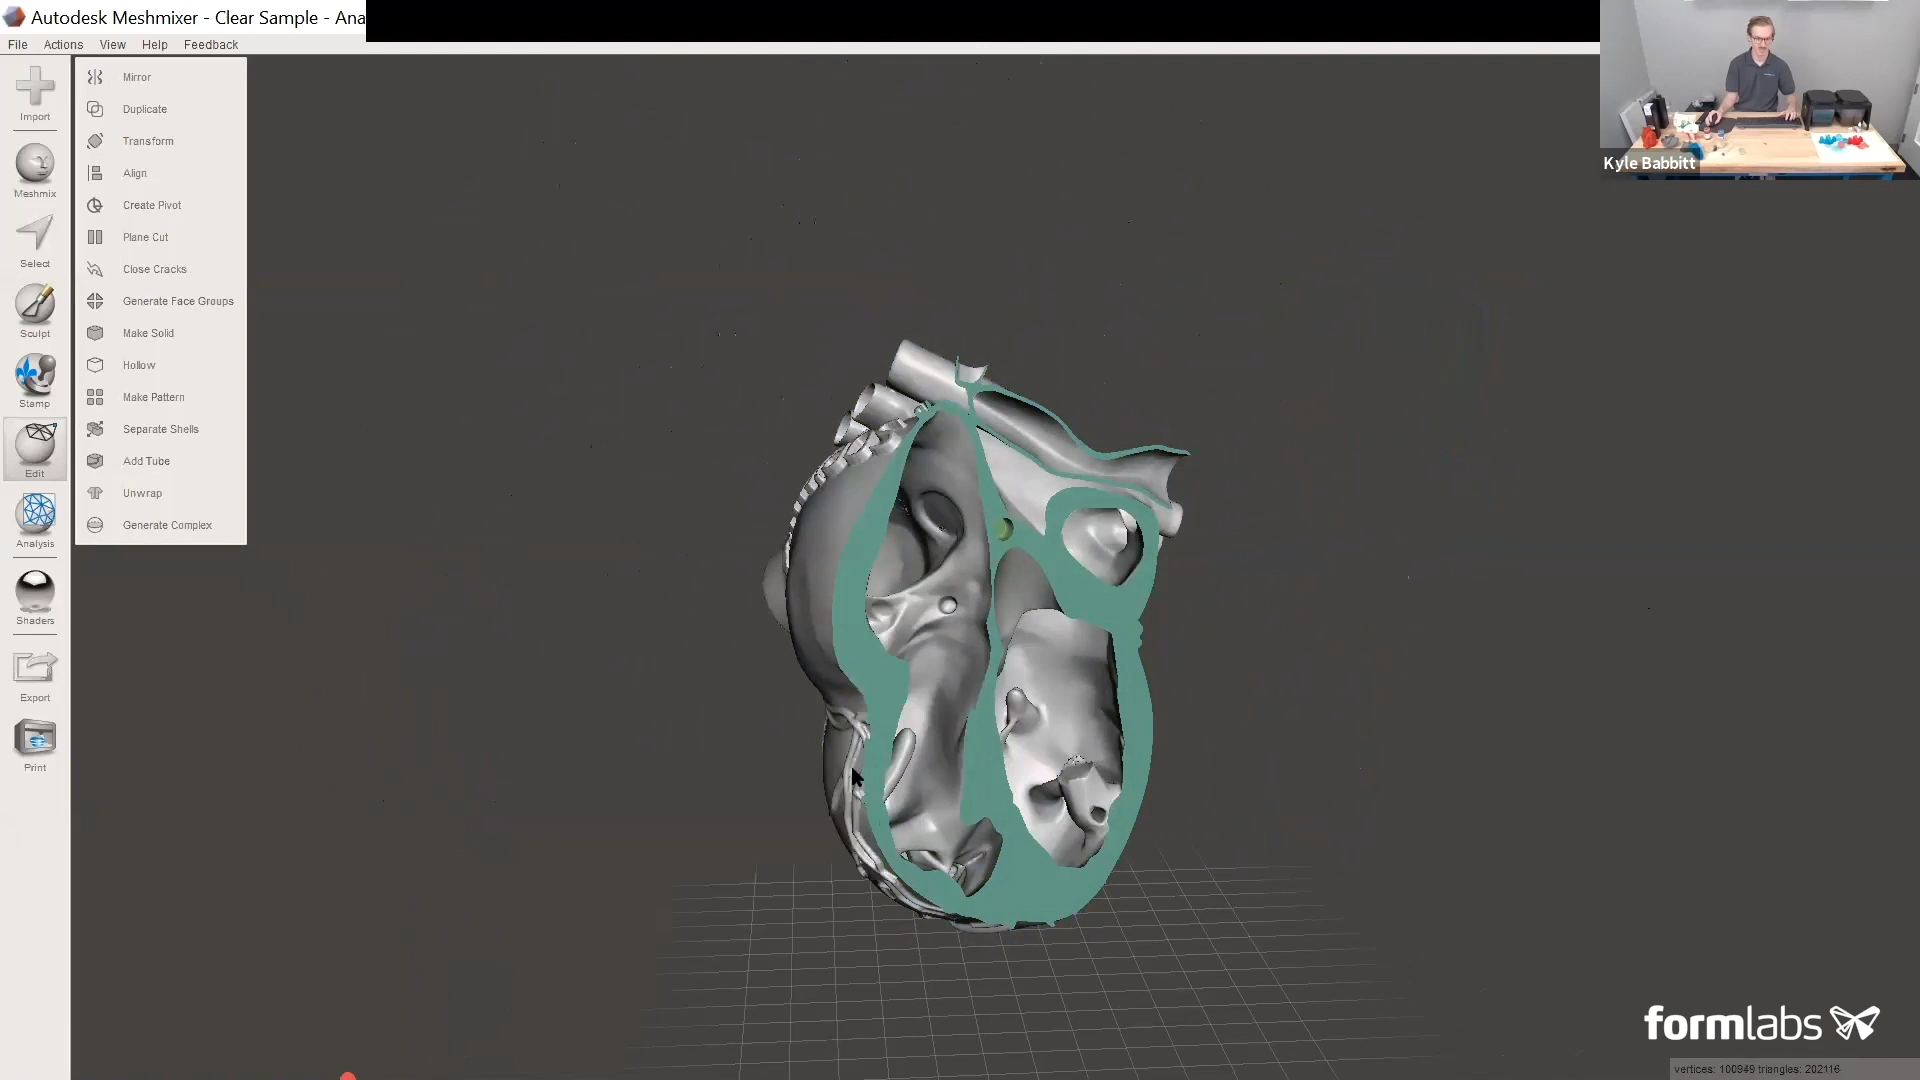 Autodesk Meshmixer - Clear Sample - Ana
File Actions View Help Feedback
Import
Meshmix
Select
Sculpt
Stamp
Edit
Analysis
Shaders
Export
Print
Mirror
Duplicate
Transform
Align
Create Pivot
Plane Cut
Close Cracks
Generate Face Groups
Make Solid
Hollow
Make Pattern
Separate Shells
Add Tube
Unwrap
Generate Complex
Kyle Babbitt
formlabs
vertices: 100949 triangles: 202116